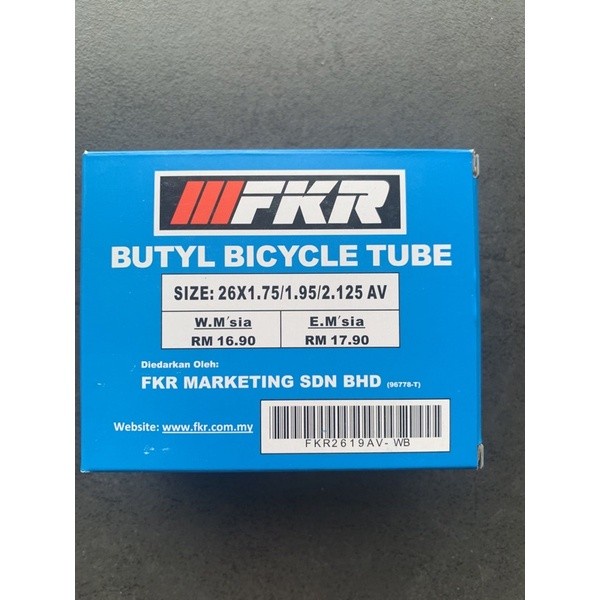 FKR
BUTYL BICYCLE TUBE
SIZE: 26X1.75/1.95/2.125 AV
W.M'sia E.M'sia
RM 16.90 RM 17.90
Diedarkan Oleh:
FKR MARKETING SDN BHD (96778-T)
Website: www.fkr.com.my
FKR2619AV-WB